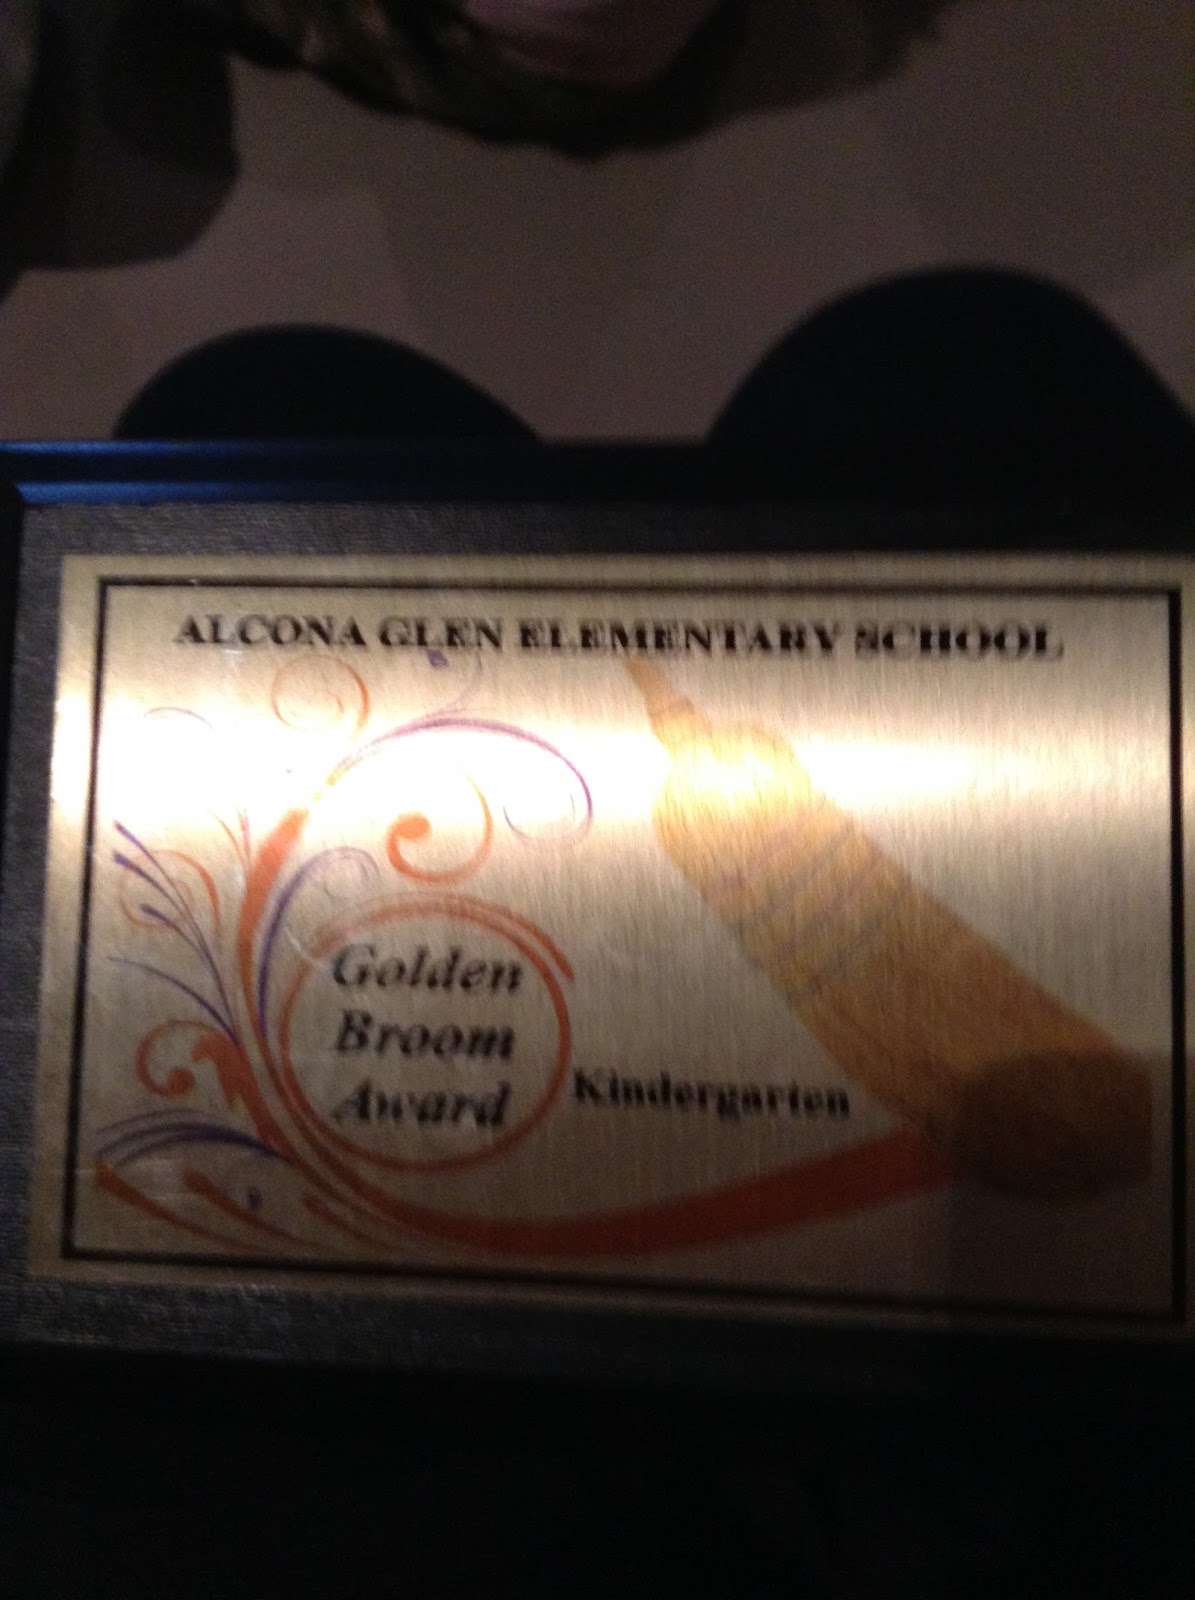 ALCONA GLEN ELEMENTARY SCHOOL
Golden
Broom
Award
Kindergarten